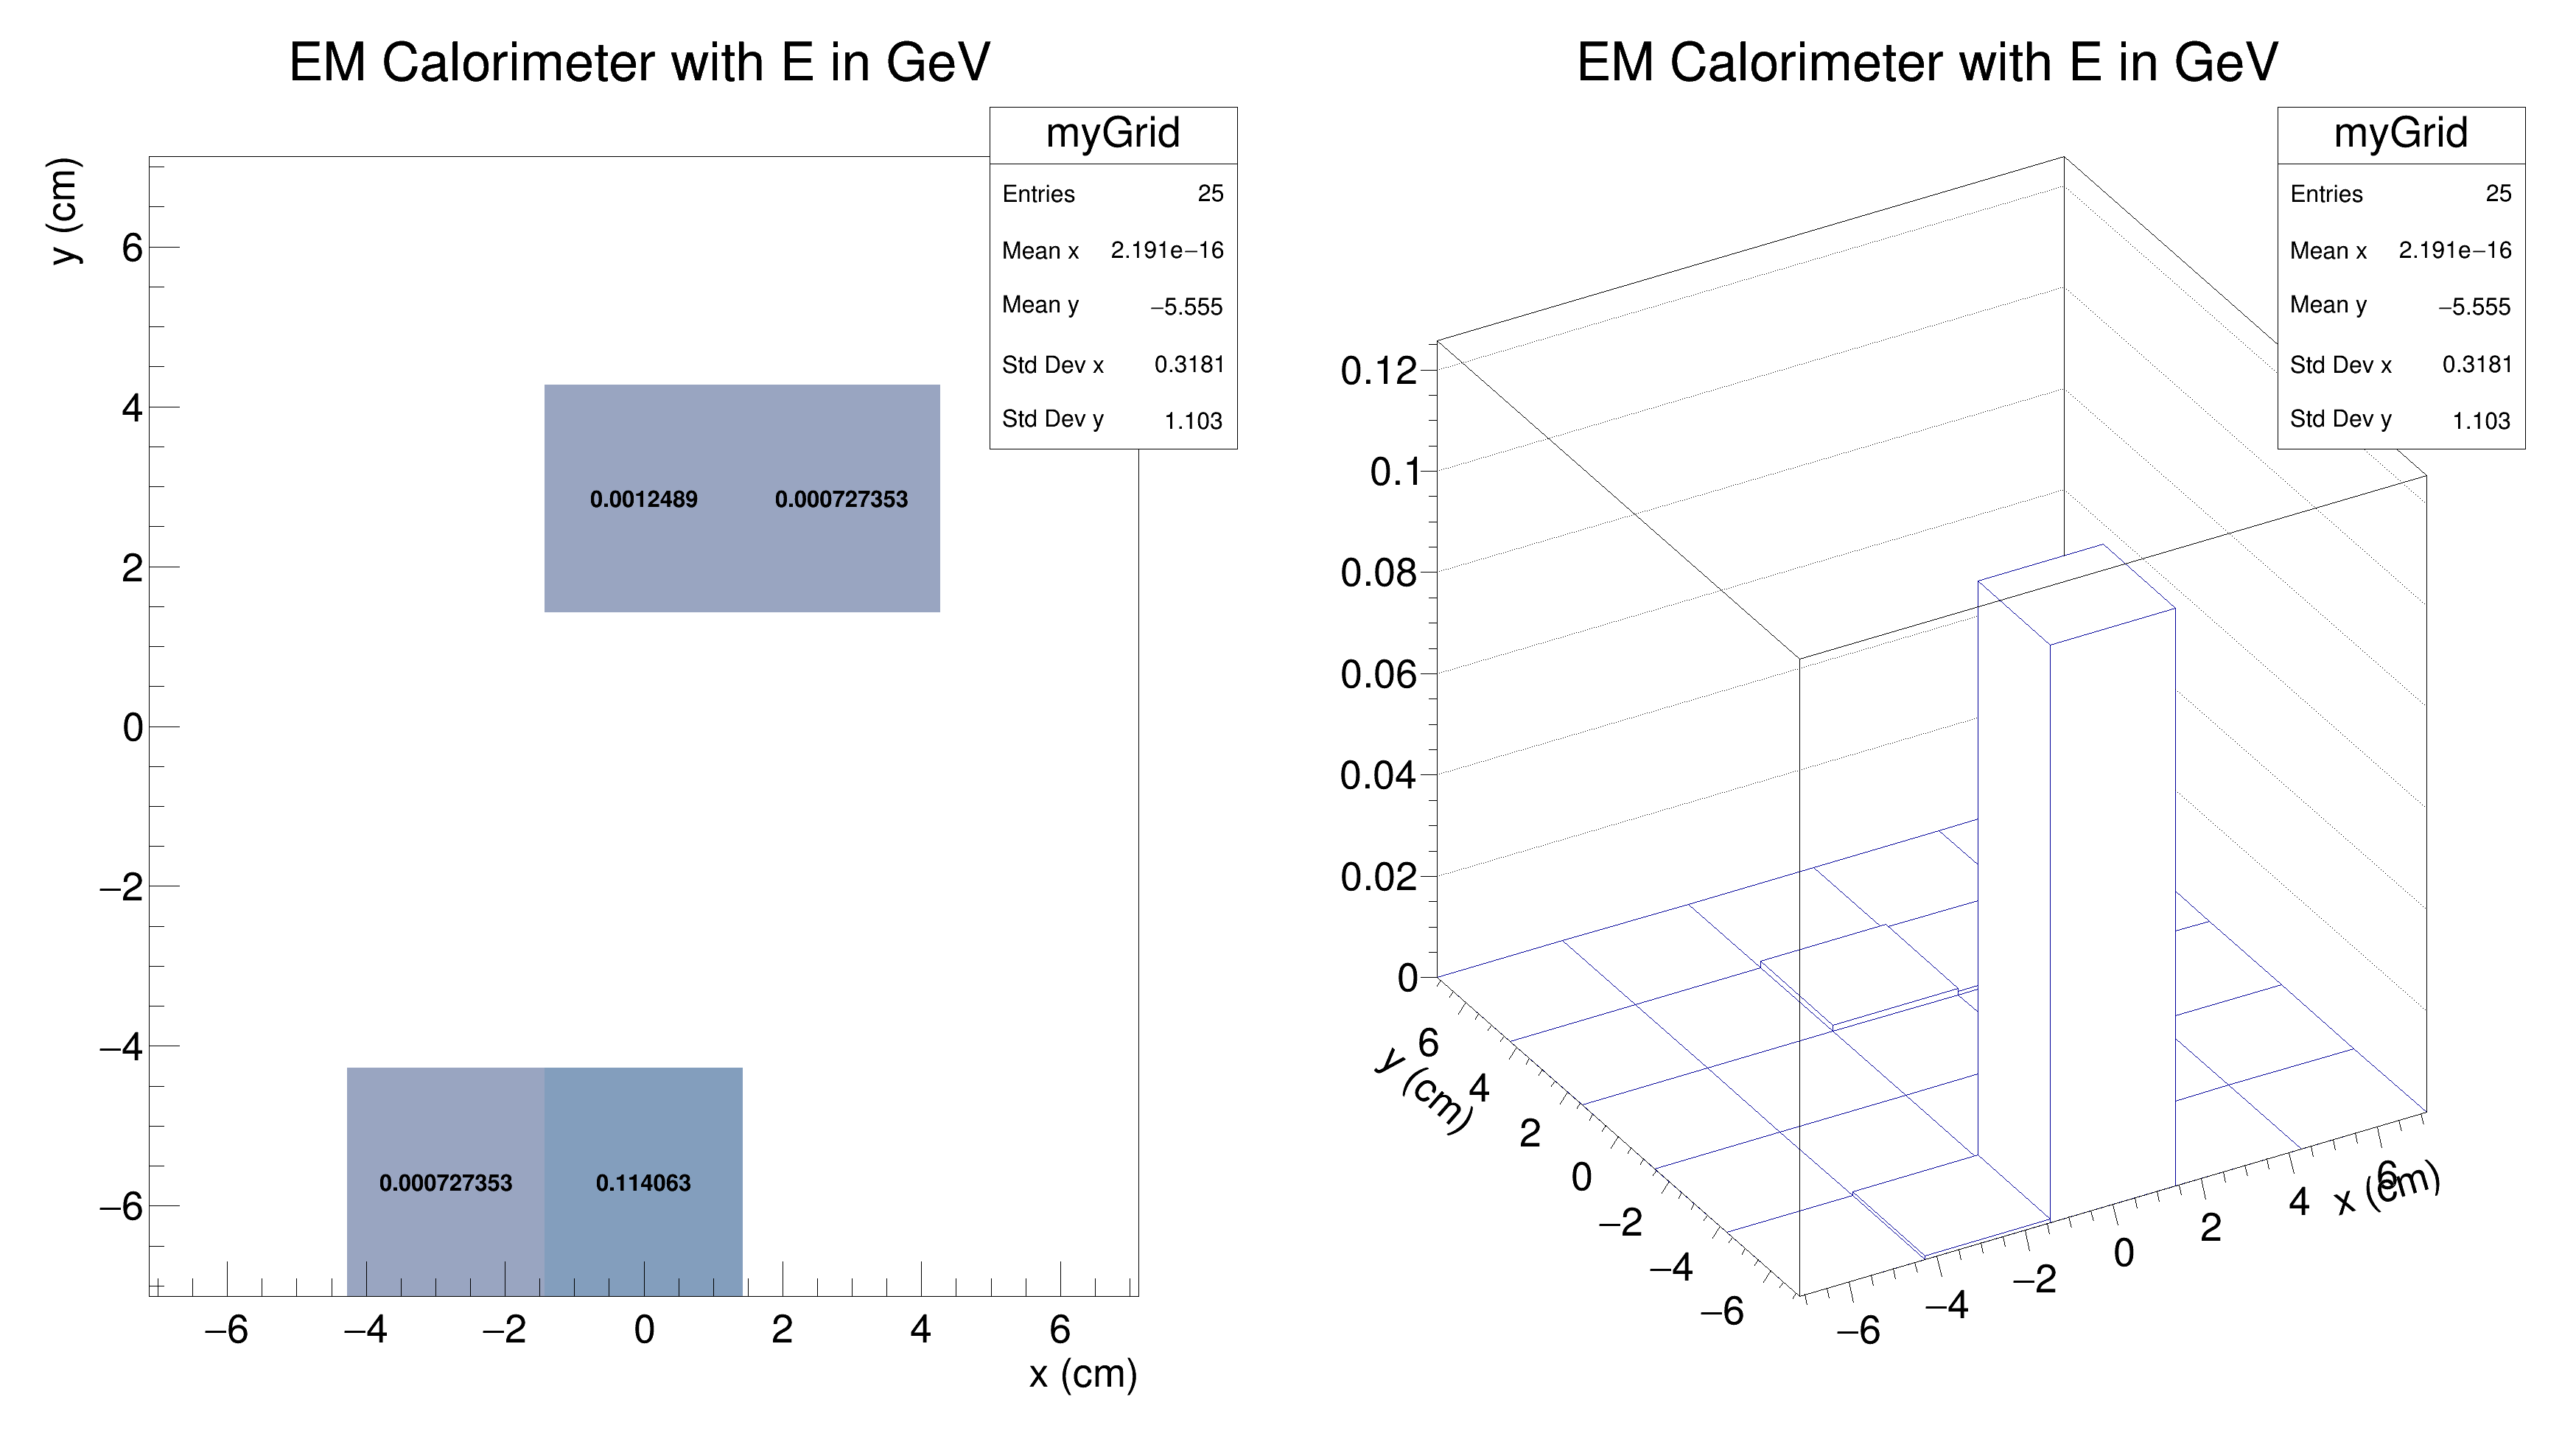 EM Calorimeter with E in GeV
myGrid
Entries 25
Mean x 2.191e−16
Mean y −5.555
Std Dev x 0.3181
Std Dev y 1.103
y (cm)
6
4
2
0
−2
−4
−6
0.0012489 0.000727353
0.000727353 0.114063
−6 −4 −2 0 2 4 6
x (cm)
EM Calorimeter with E in GeV
myGrid
Entries 25
Mean x 2.191e−16
Mean y −5.555
Std Dev x 0.3181
Std Dev y 1.103
0.12
0.1
0.08
0.06
0.04
0.02
0
6
4
2
0
−2
−4
−6
y (cm)
−6
−4
−2
0
2
4
6
x (cm)